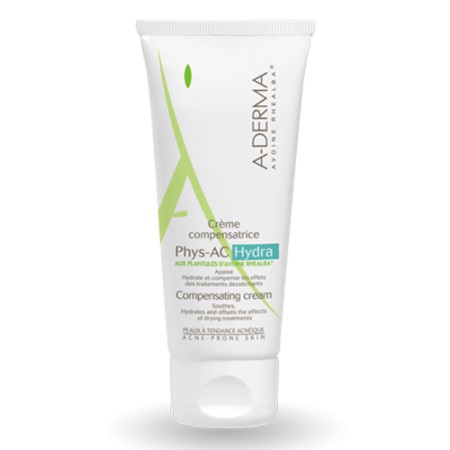 A-DERMA
AVOINE RHEALBA®
Crème
compensatrice
Phys-AC Hydra
AUX PLANTULES D'AVOINE RHEALBA®
Apaise
Hydrate et compense les effets
des traitements desséchants
Compensating cream
Soothes,
Hydrates and offsets the effects
of drying treatments
PEAUX À TENDANCE ACNÉIQUE
ACNE-PRONE SKIN